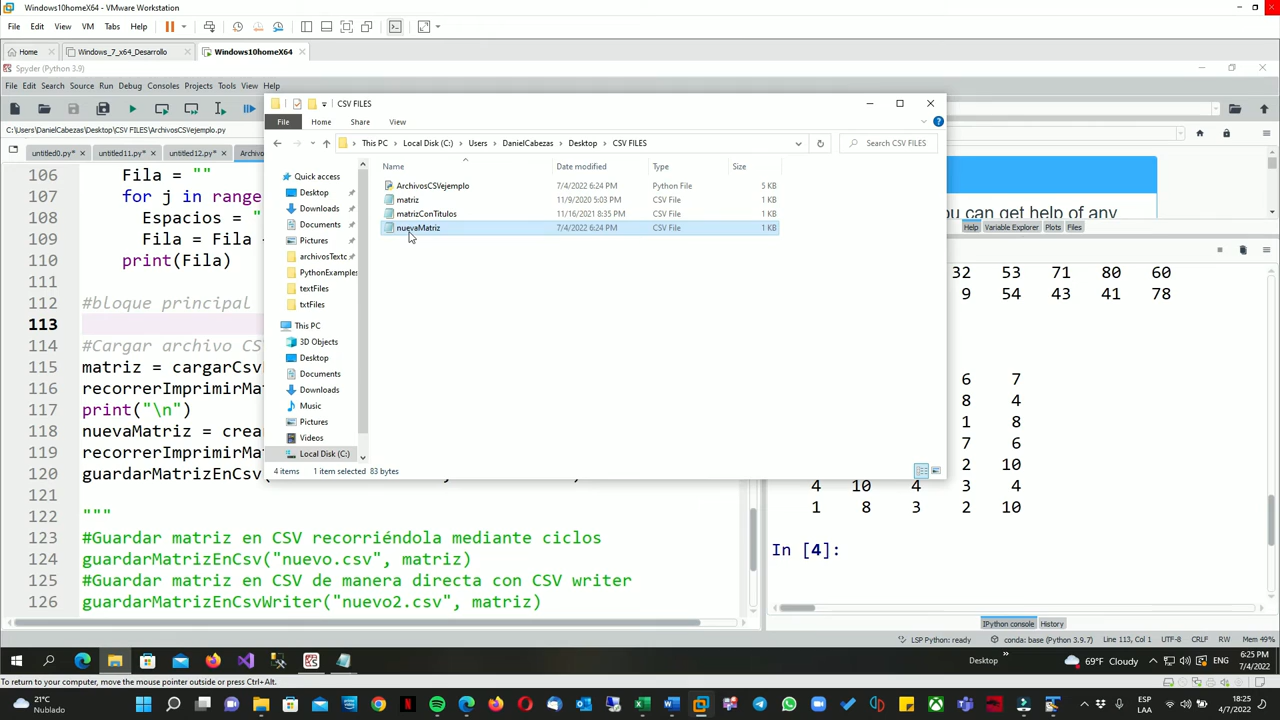 Windows10homeX64 - VMware Workstation
File Edit View VM Tabs Help
Home Windows_7_x64_Desarrollo Windows10homeX64
Spyder (Python 3.9)
File Edit Search Source Run Debug Consoles Projects Tools View Help
C:\Users\DanielCabezas\Desktop\CSV FILES\ArchivosCSVejemplo.py
untitled0.py* untitled11.py* untitled12.py* Archivo
106 Fila = ""
107 for j in range
108 Espacios = "
109 Fila = Fila
110 print(Fila)
111
112 #bloque principal
113
114 #Cargar archivo CS
115 matriz = cargarCsv
116 recorrerImprimirMat
117 print("\n")
118 nuevaMatriz = crea
119 recorrerImprimirMat
120 guardarMatrizEnCsv(
121
122 """
123 #Guardar matriz en CSV recorriéndola mediante ciclos
124 guardarMatrizEnCsv("nuevo.csv", matriz)
125 #Guardar matriz en CSV de manera directa con CSV writer
126 guardarMatrizEnCsvWriter("nuevo2.csv", matriz)
CSV FILES
File Home Share View
This PC Local Disk (C:) Users DanielCabezas Desktop CSV FILES
Search CSV FILES
Quick access
Desktop
Downloads
Documents
Pictures
archivosTextc
PythonExamples
textFiles
txtFiles
This PC
3D Objects
Desktop
Documents
Downloads
Music
Pictures
Videos
Local Disk (C:)
Name Date modified Type Size
ArchivosCSVejemplo 7/4/2022 6:24 PM Python File 5 KB
matriz 11/9/2020 5:03 PM CSV File 1 KB
matrizConTitulos 11/16/2021 8:35 PM CSV File 1 KB
nuevaMatriz 7/4/2022 6:24 PM CSV File 1 KB
4 items 1 item selected 83 bytes
ou can get help of any
Help Variable Explorer Plots Files
32 53 71 80 60
9 54 43 41 78
6 7
8 4
1 8
7 6
2 10
4 10 4 3 4
1 8 3 2 10
In [4]:
IPython console History
LSP Python: ready conda: base (Python 3.9.7) Line 113, Col 1 UTF-8 CRLF RW Mem 49%
Desktop 69°F Cloudy ENG 6:25 PM 7/4/2022
To return to your computer, move the mouse pointer outside or press Ctrl+Alt.
21°C Nublado ESP LAA 18:25 4/7/2022